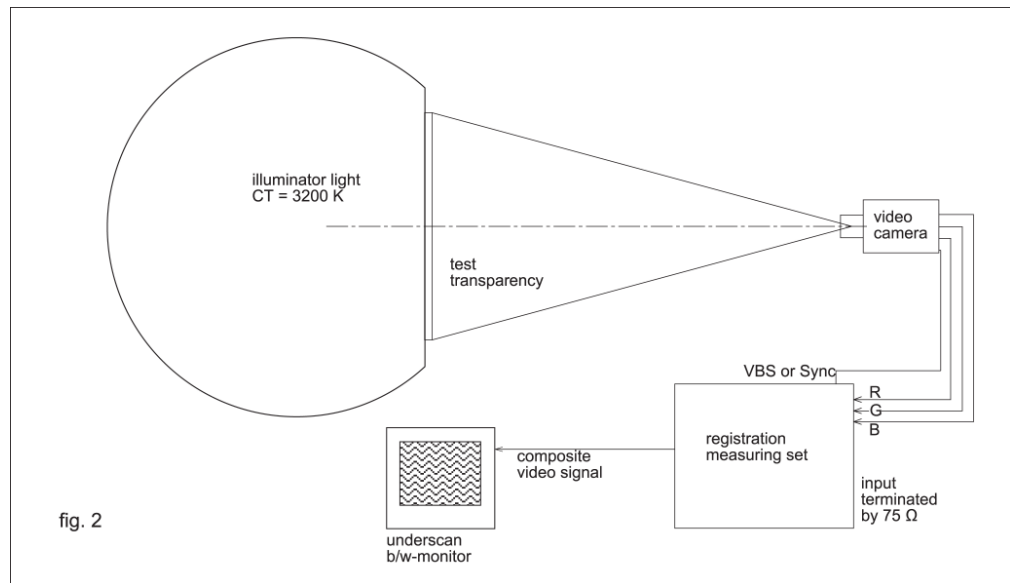 illuminator light
CT = 3200 K
test
transparency
video
camera
VBS or Sync
R
G
B
registration
measuring set
composite
video signal
input
terminated
by 75 Ω
underscan
b/w-monitor
fig. 2